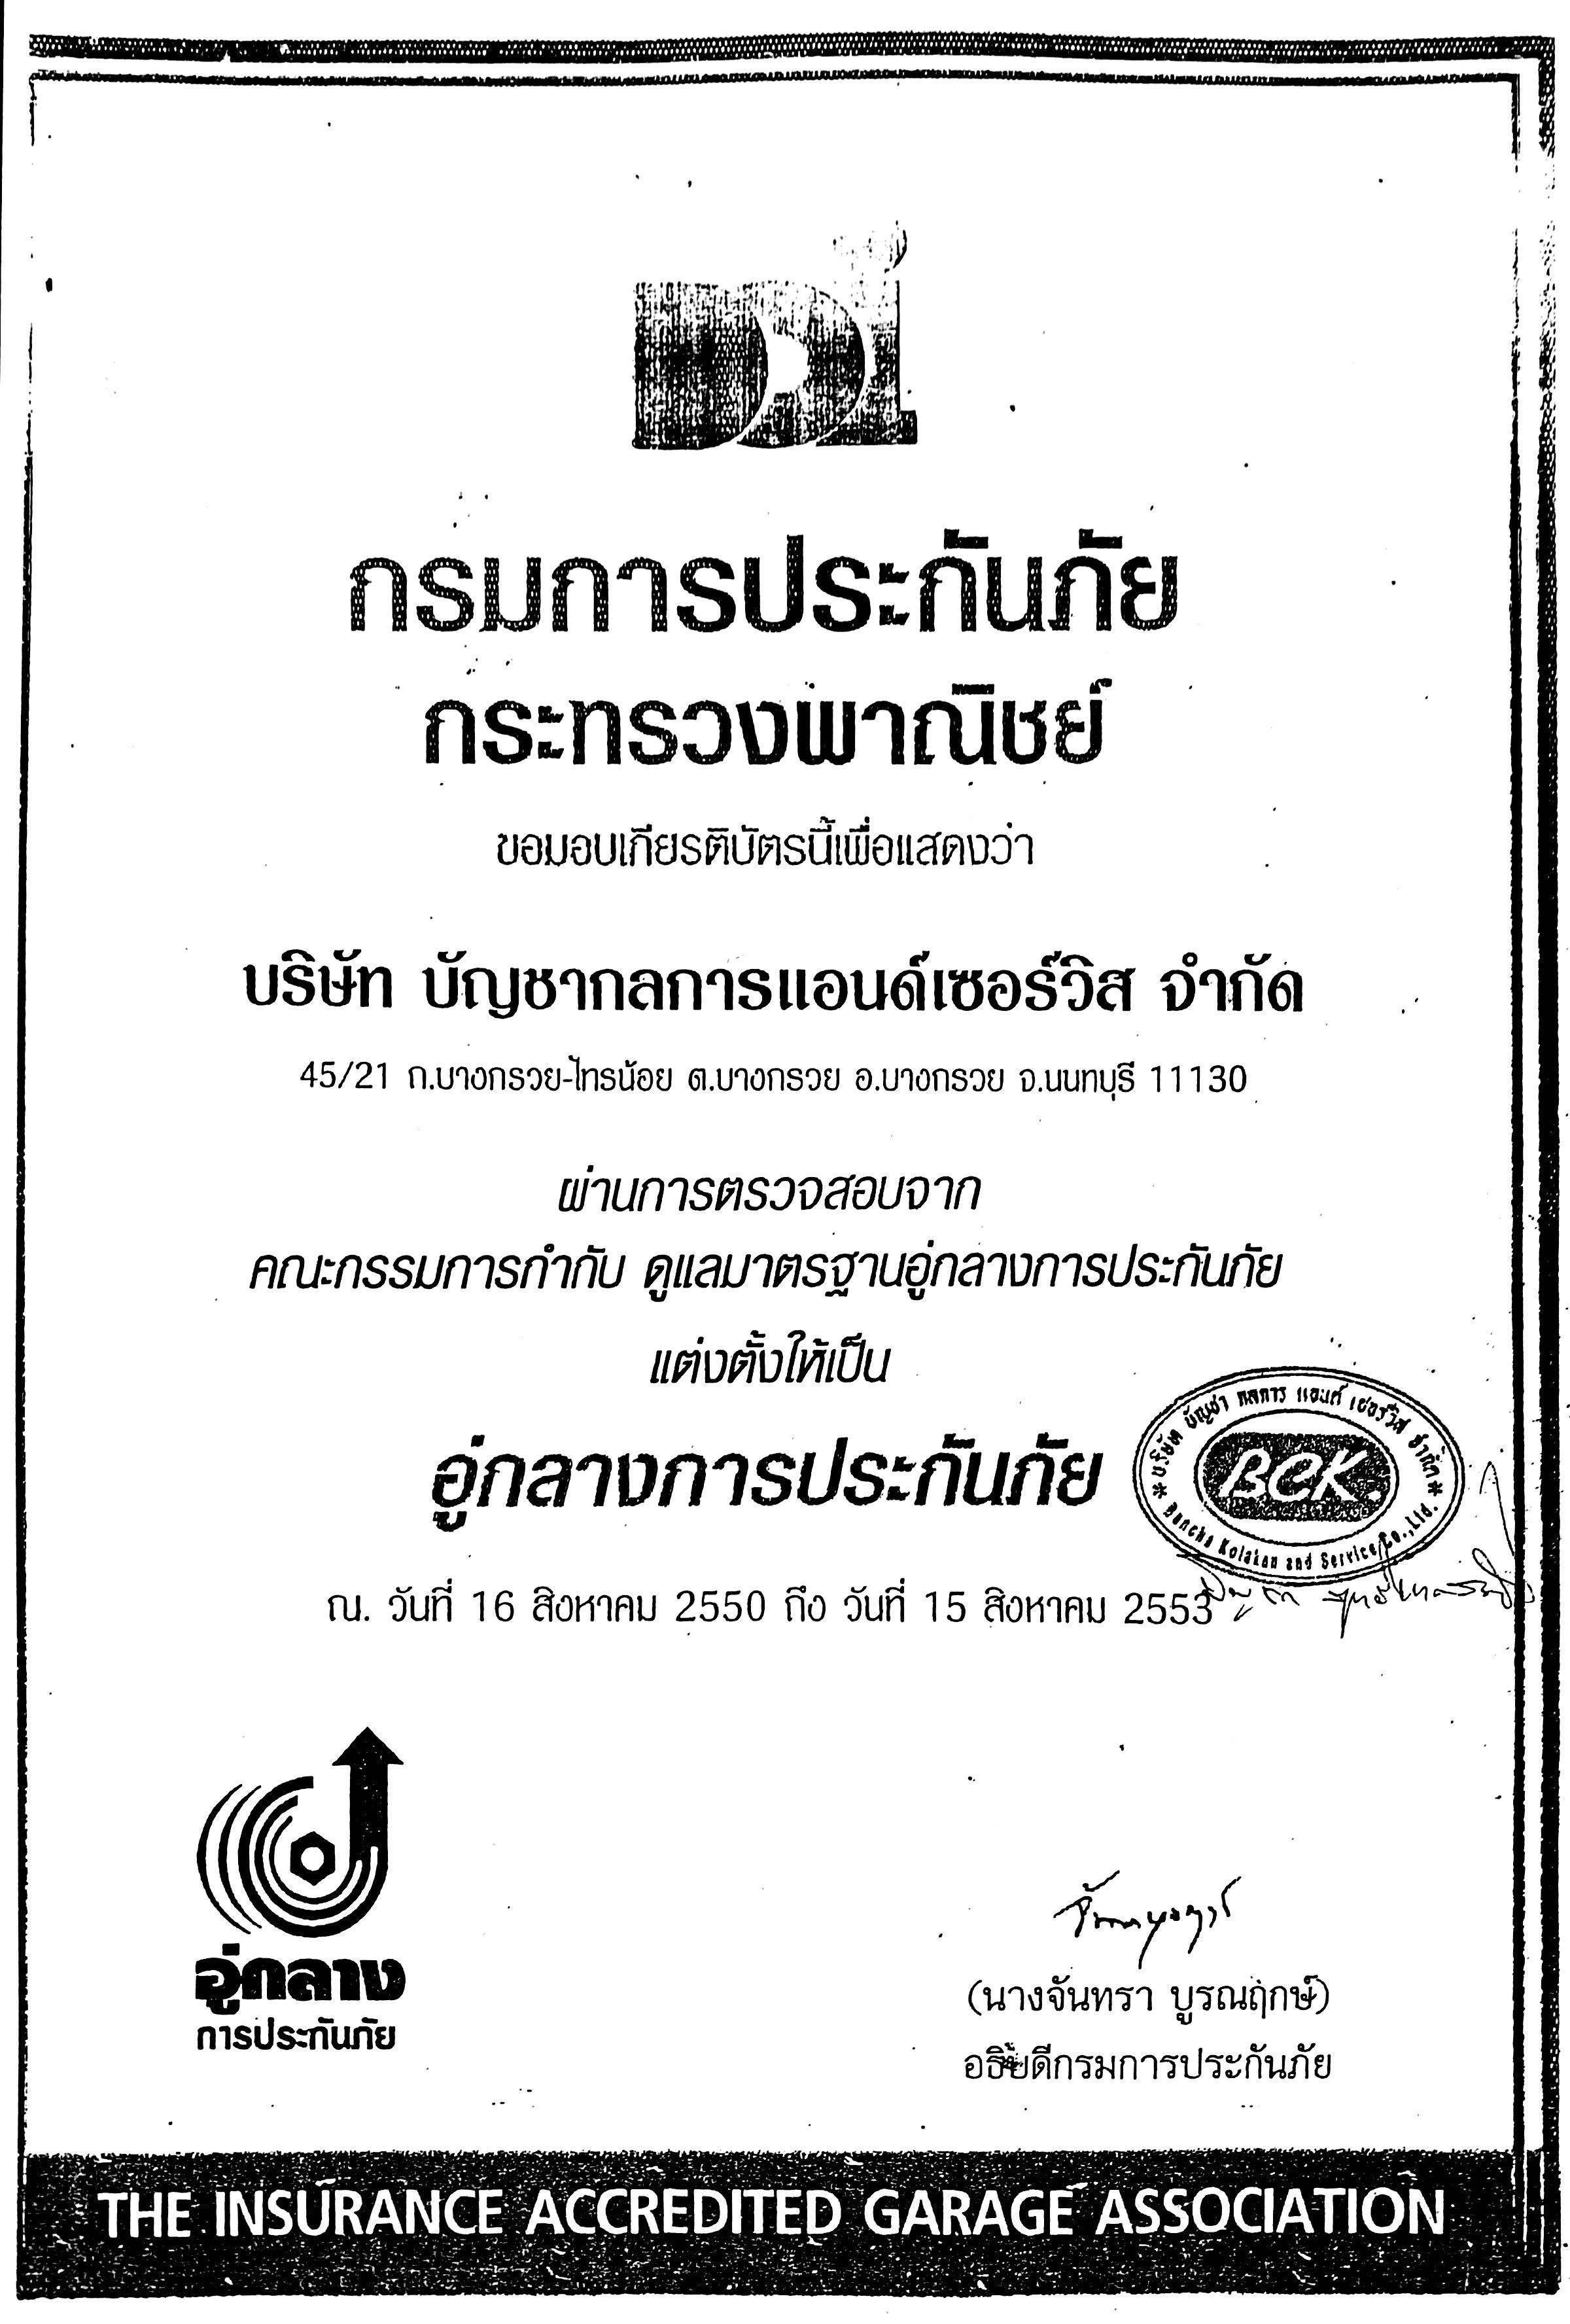 DOi
กรมการประกันภัย
กระทรวงพาณิชย์
ขอมอบเกียรติบัตรนี้เพื่อแสดงว่า
บริษัท บัญชากลการแอนด์เซอร์วิส จำกัด
45/21 ถ.บางกรวย-ไทรน้อย ต.บางกรวย อ.บางกรวย จ.นนทบุรี 11130
ผ่านการตรวจสอบจาก
คณะกรรมการกำกับ ดูแลมาตรฐานอู่กลางการประกันภัย
แต่งตั้งให้เป็น
อู่กลางการประกันภัย
บริษัท บัญชา กลการ แอนด์ เซอร์วิส จำกัด
BCK
Bancha Kolakan and Service Co.,Ltd.
ณ. วันที่ 16 สิงหาคม 2550 ถึง วันที่ 15 สิงหาคม 2553
อู่กลาง
การประกันภัย
(นางจันทรา บูรณฤกษ์)
อธิบดีกรมการประกันภัย
THE INSURANCE ACCREDITED GARAGE ASSOCIATION